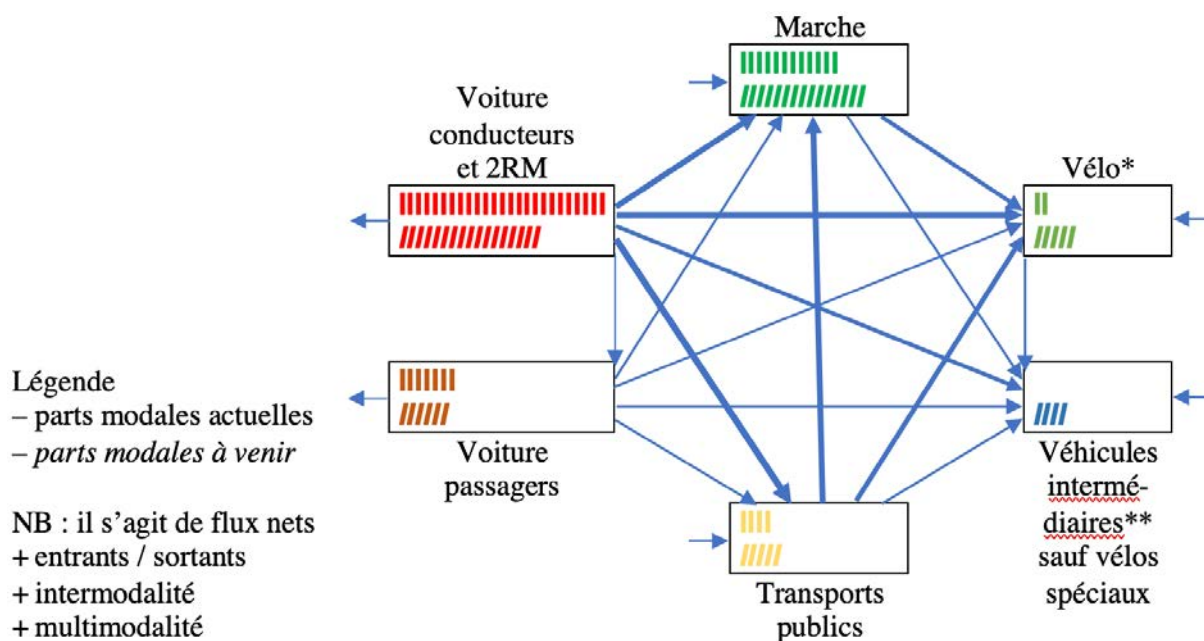 Marche
Voiture
conducteurs
et 2RM
Vélo*
Légende
– parts modales actuelles
– parts modales à venir
NB : il s’agit de flux nets
+ entrants / sortants
+ intermodalité
+ multimodalité
Voiture
passagers
Transports
publics
Véhicules
intermé-
diaires**
sauf vélos
spéciaux